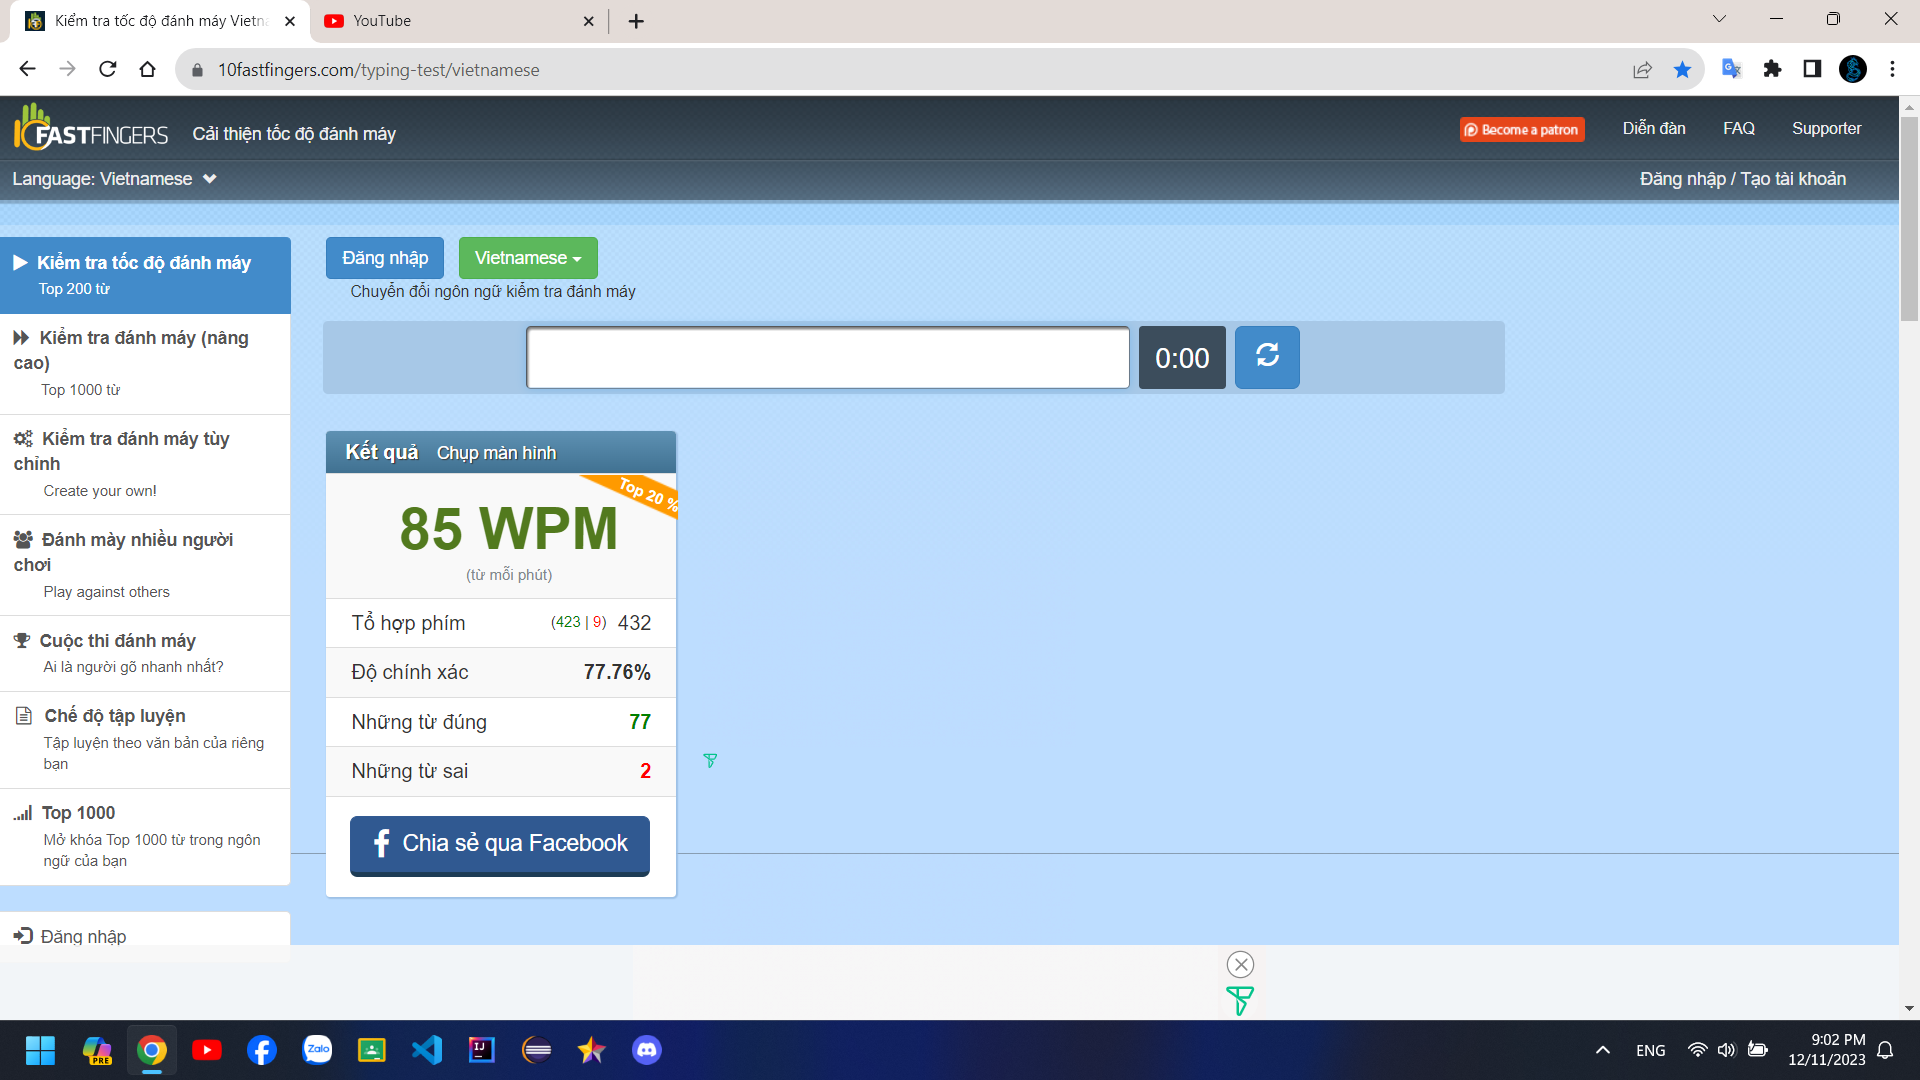 Kiểm tra tốc độ đánh máy Vietna
YouTube
10fastfingers.com/typing-test/vietnamese
FASTFINGERS
Cải thiện tốc độ đánh máy
Become a patron
Diễn đàn
FAQ
Supporter
Language: Vietnamese
Đăng nhập / Tạo tài khoản
Kiểm tra tốc độ đánh máy
Top 200 từ
Kiểm tra đánh máy (nâng
cao)
Top 1000 từ
Kiểm tra đánh máy tùy
chỉnh
Create your own!
Đánh mày nhiều người
chơi
Play against others
Cuộc thi đánh máy
Ai là người gõ nhanh nhất?
Chế độ tập luyện
Tập luyện theo văn bản của riêng
bạn
Top 1000
Mở khóa Top 1000 từ trong ngôn
ngữ của bạn
Đăng nhập
Đăng nhập
Vietnamese
Chuyển đỗi ngôn ngữ kiểm tra đánh máy
0:00
Kết quả
Chụp màn hỉnh
Top 20 %
85 WPM
(từ mỗi phút)
Tổ hợp phím
(423 | 9) 432
Độ chính xác
77.76%
Những từ đúng
77
Những từ sai
2
Chia sẻ qua Facebook
PRE
Zalo
IJ
ENG
9:02 PM
12/11/2023